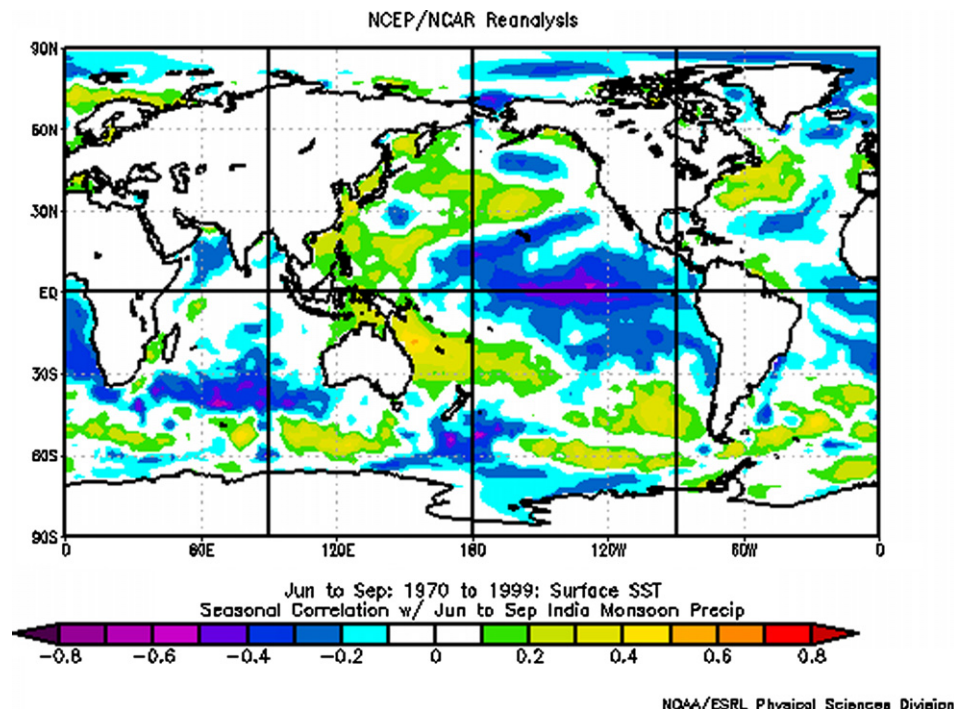 NCEP/NCAR Reanalysis
90N
60N
30N
EQ
30S
60S
90S
0 60E 120E 180 120W 60W 0
Jun to Sep: 1970 to 1999: Surface SST
Seasonal Correlation w/ Jun to Sep India Monsoon Precip
-0.8 -0.6 -0.4 -0.2 0 0.2 0.4 0.6 0.8
NOAA/ESRL Physical Sciences Division